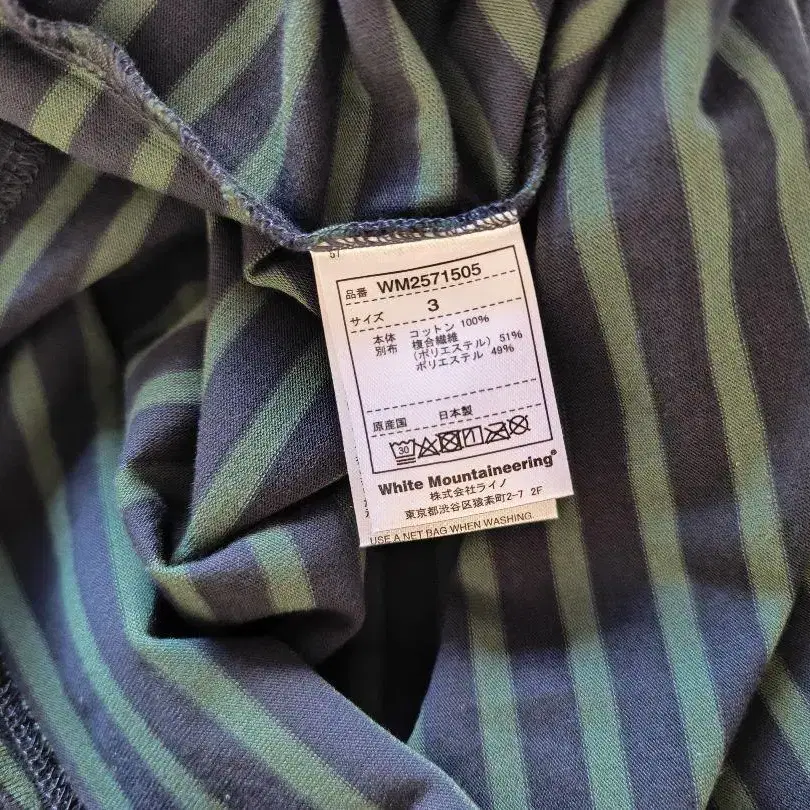 57
品番 WM2571505
サイズ 3
本体 コットン 100%
別布 複合繊維
(ポリエステル) 51%
ポリエステル 49%
原産国 日本製
30
White Mountaineering®
株式会社ライノ
東京都渋谷区猿楽町2-7 2F
USE A NET BAG WHEN WASHING.